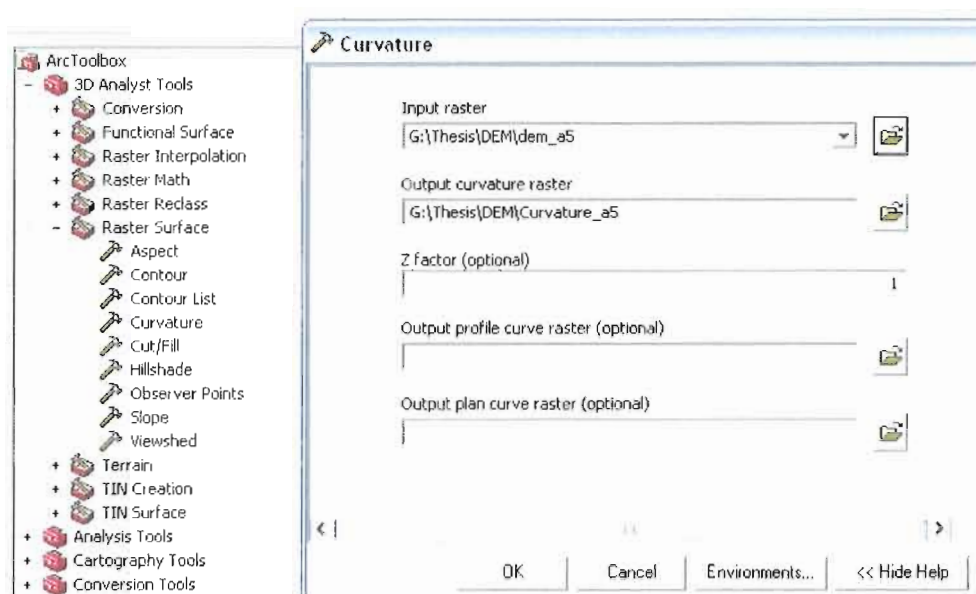 ArcToolbox
3D Analyst Tools
Conversion
Functional Surface
Raster Interpolation
Raster Math
Raster Reclass
Raster Surface
Aspect
Contour
Contour List
Curvature
Cut/Fill
Hillshade
Observer Points
Slope
Viewshed
Terrain
TIN Creation
TIN Surface
Analysis Tools
Cartography Tools
Conversion Tools
Curvature
Input raster
G:\Thesis\DEM\dem_a5
Output curvature raster
G:\Thesis\DEM\Curvature_a5
Z factor (optional)
1
Output profile curve raster (optional)
Output plan curve raster (optional)
OK
Cancel
Environments...
<< Hide Help